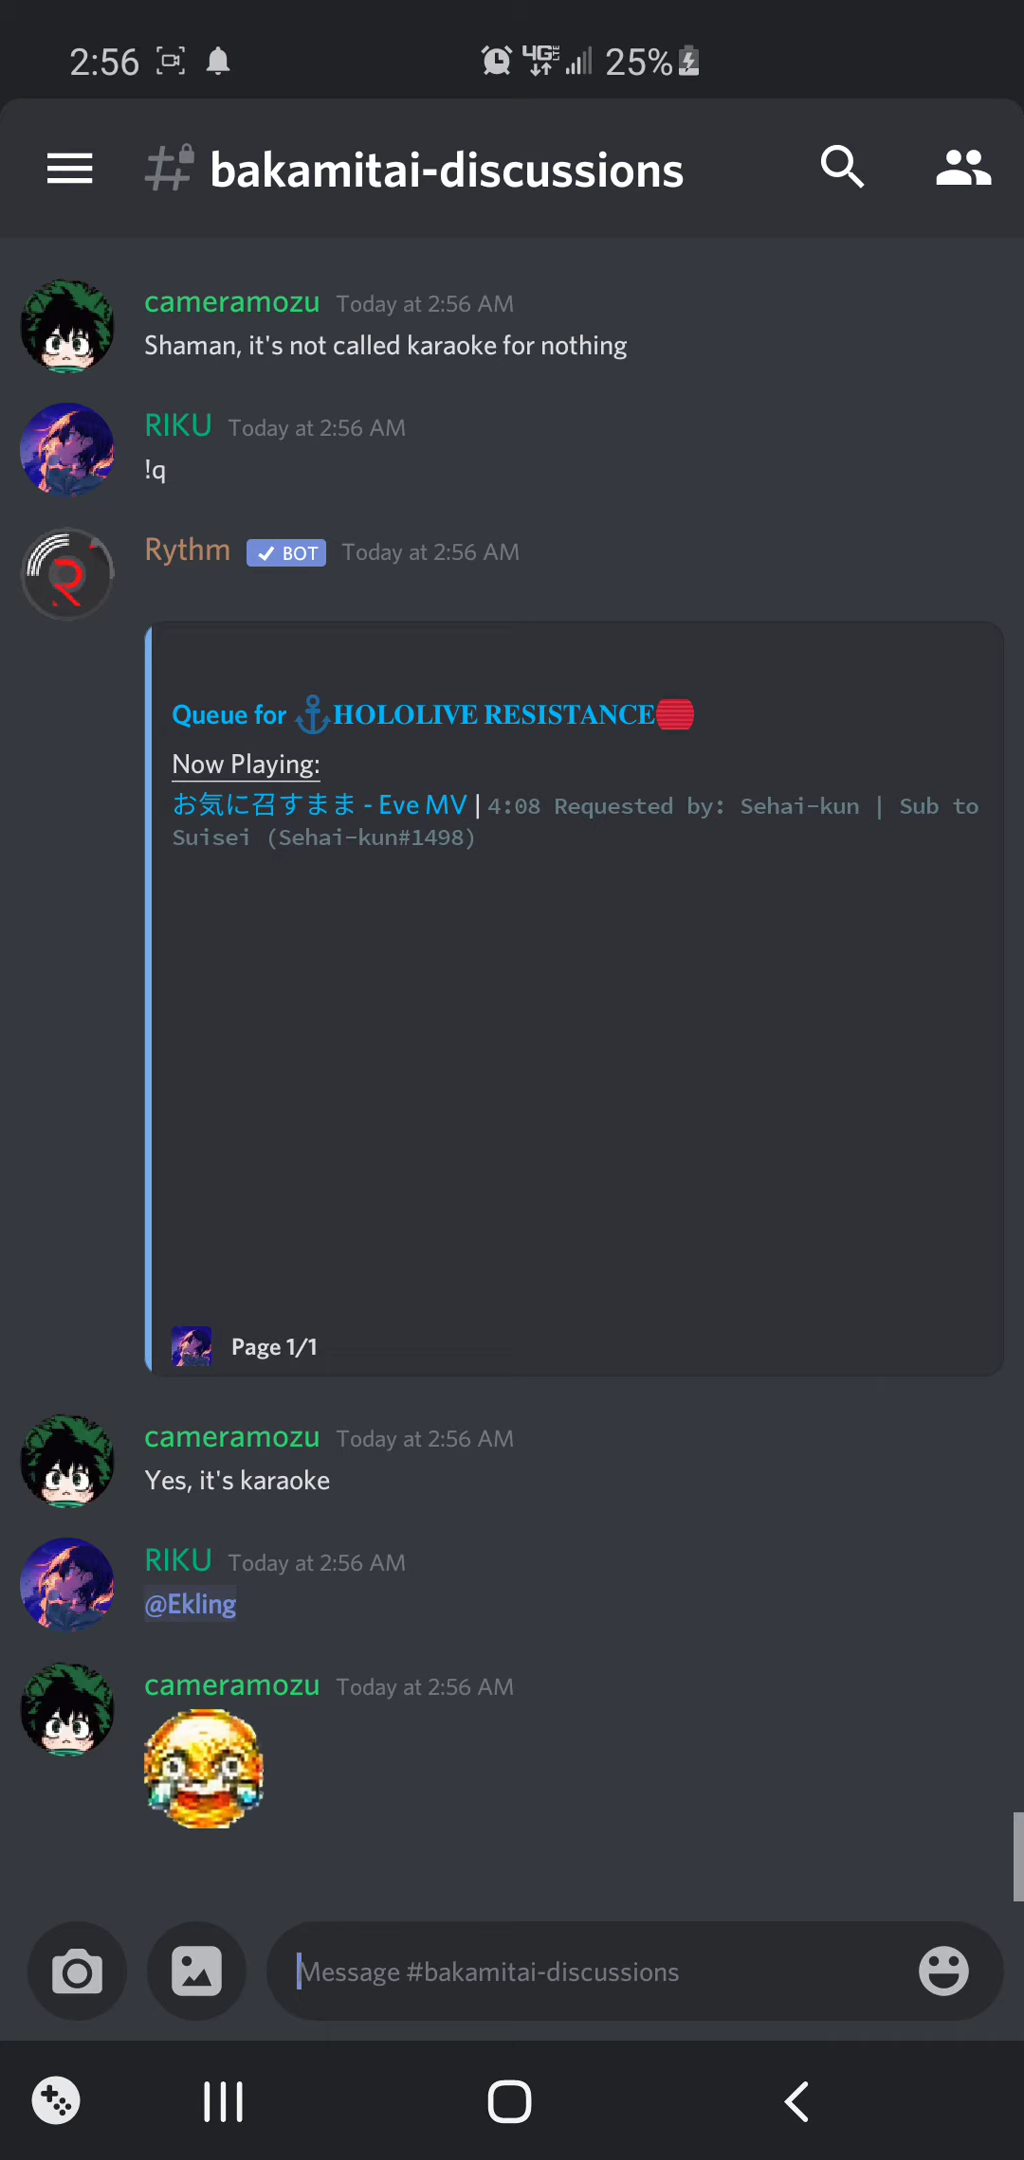 2:56 4G LTE 25%
bakamitai-discussions
cameramozu Today at 2:56 AM
Shaman, it's not called karaoke for nothing
RIKU Today at 2:56 AM
!q
Rythm ✓ BOT Today at 2:56 AM
Queue for ⚓HOLOLIVE RESISTANCE
Now Playing:
お気に召すまま - Eve MV | 4:08 Requested by: Sehai-kun | Sub to
Suisei (Sehai-kun#1498)
Page 1/1
cameramozu Today at 2:56 AM
Yes, it's karaoke
RIKU Today at 2:56 AM
@Ekling
cameramozu Today at 2:56 AM
Message #bakamitai-discussions